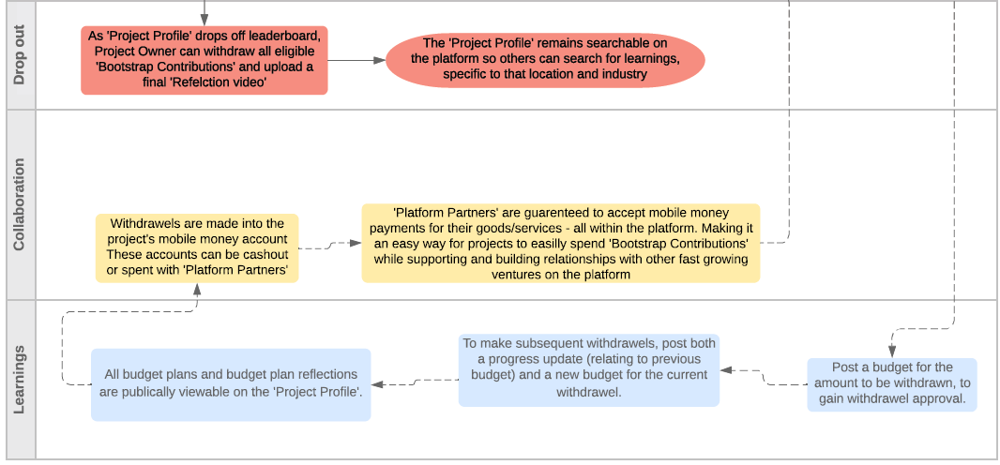 Drop out
As 'Project Profile' drops off leaderboard,
Project Owner can withdraw all eligible
'Bootstrap Contributions' and upload a
final 'Refelction video'
The 'Project Profile' remains searchable on
the platform so others can search for learnings,
specific to that location and industry
Collaboration
Withdrawels are made into the
project's mobile money account
These accounts can be cashout
or spent with 'Platform Partners'
'Platform Partners' are guarenteed to accept mobile money
payments for their goods/services - all within the platform. Making it
an easy way for projects to easilly spend 'Bootstrap Contributions'
while supporting and building relationships with other fast growing
ventures on the platform
Learnings
All budget plans and budget plan reflections
are publically viewable on the 'Project Profile'.
To make subsequent withdrawels, post both
a progress update (relating to previous
budget) and a new budget for the current
withdrawel.
Post a budget for the
amount to be withdrawn, to
gain withdrawel approval.